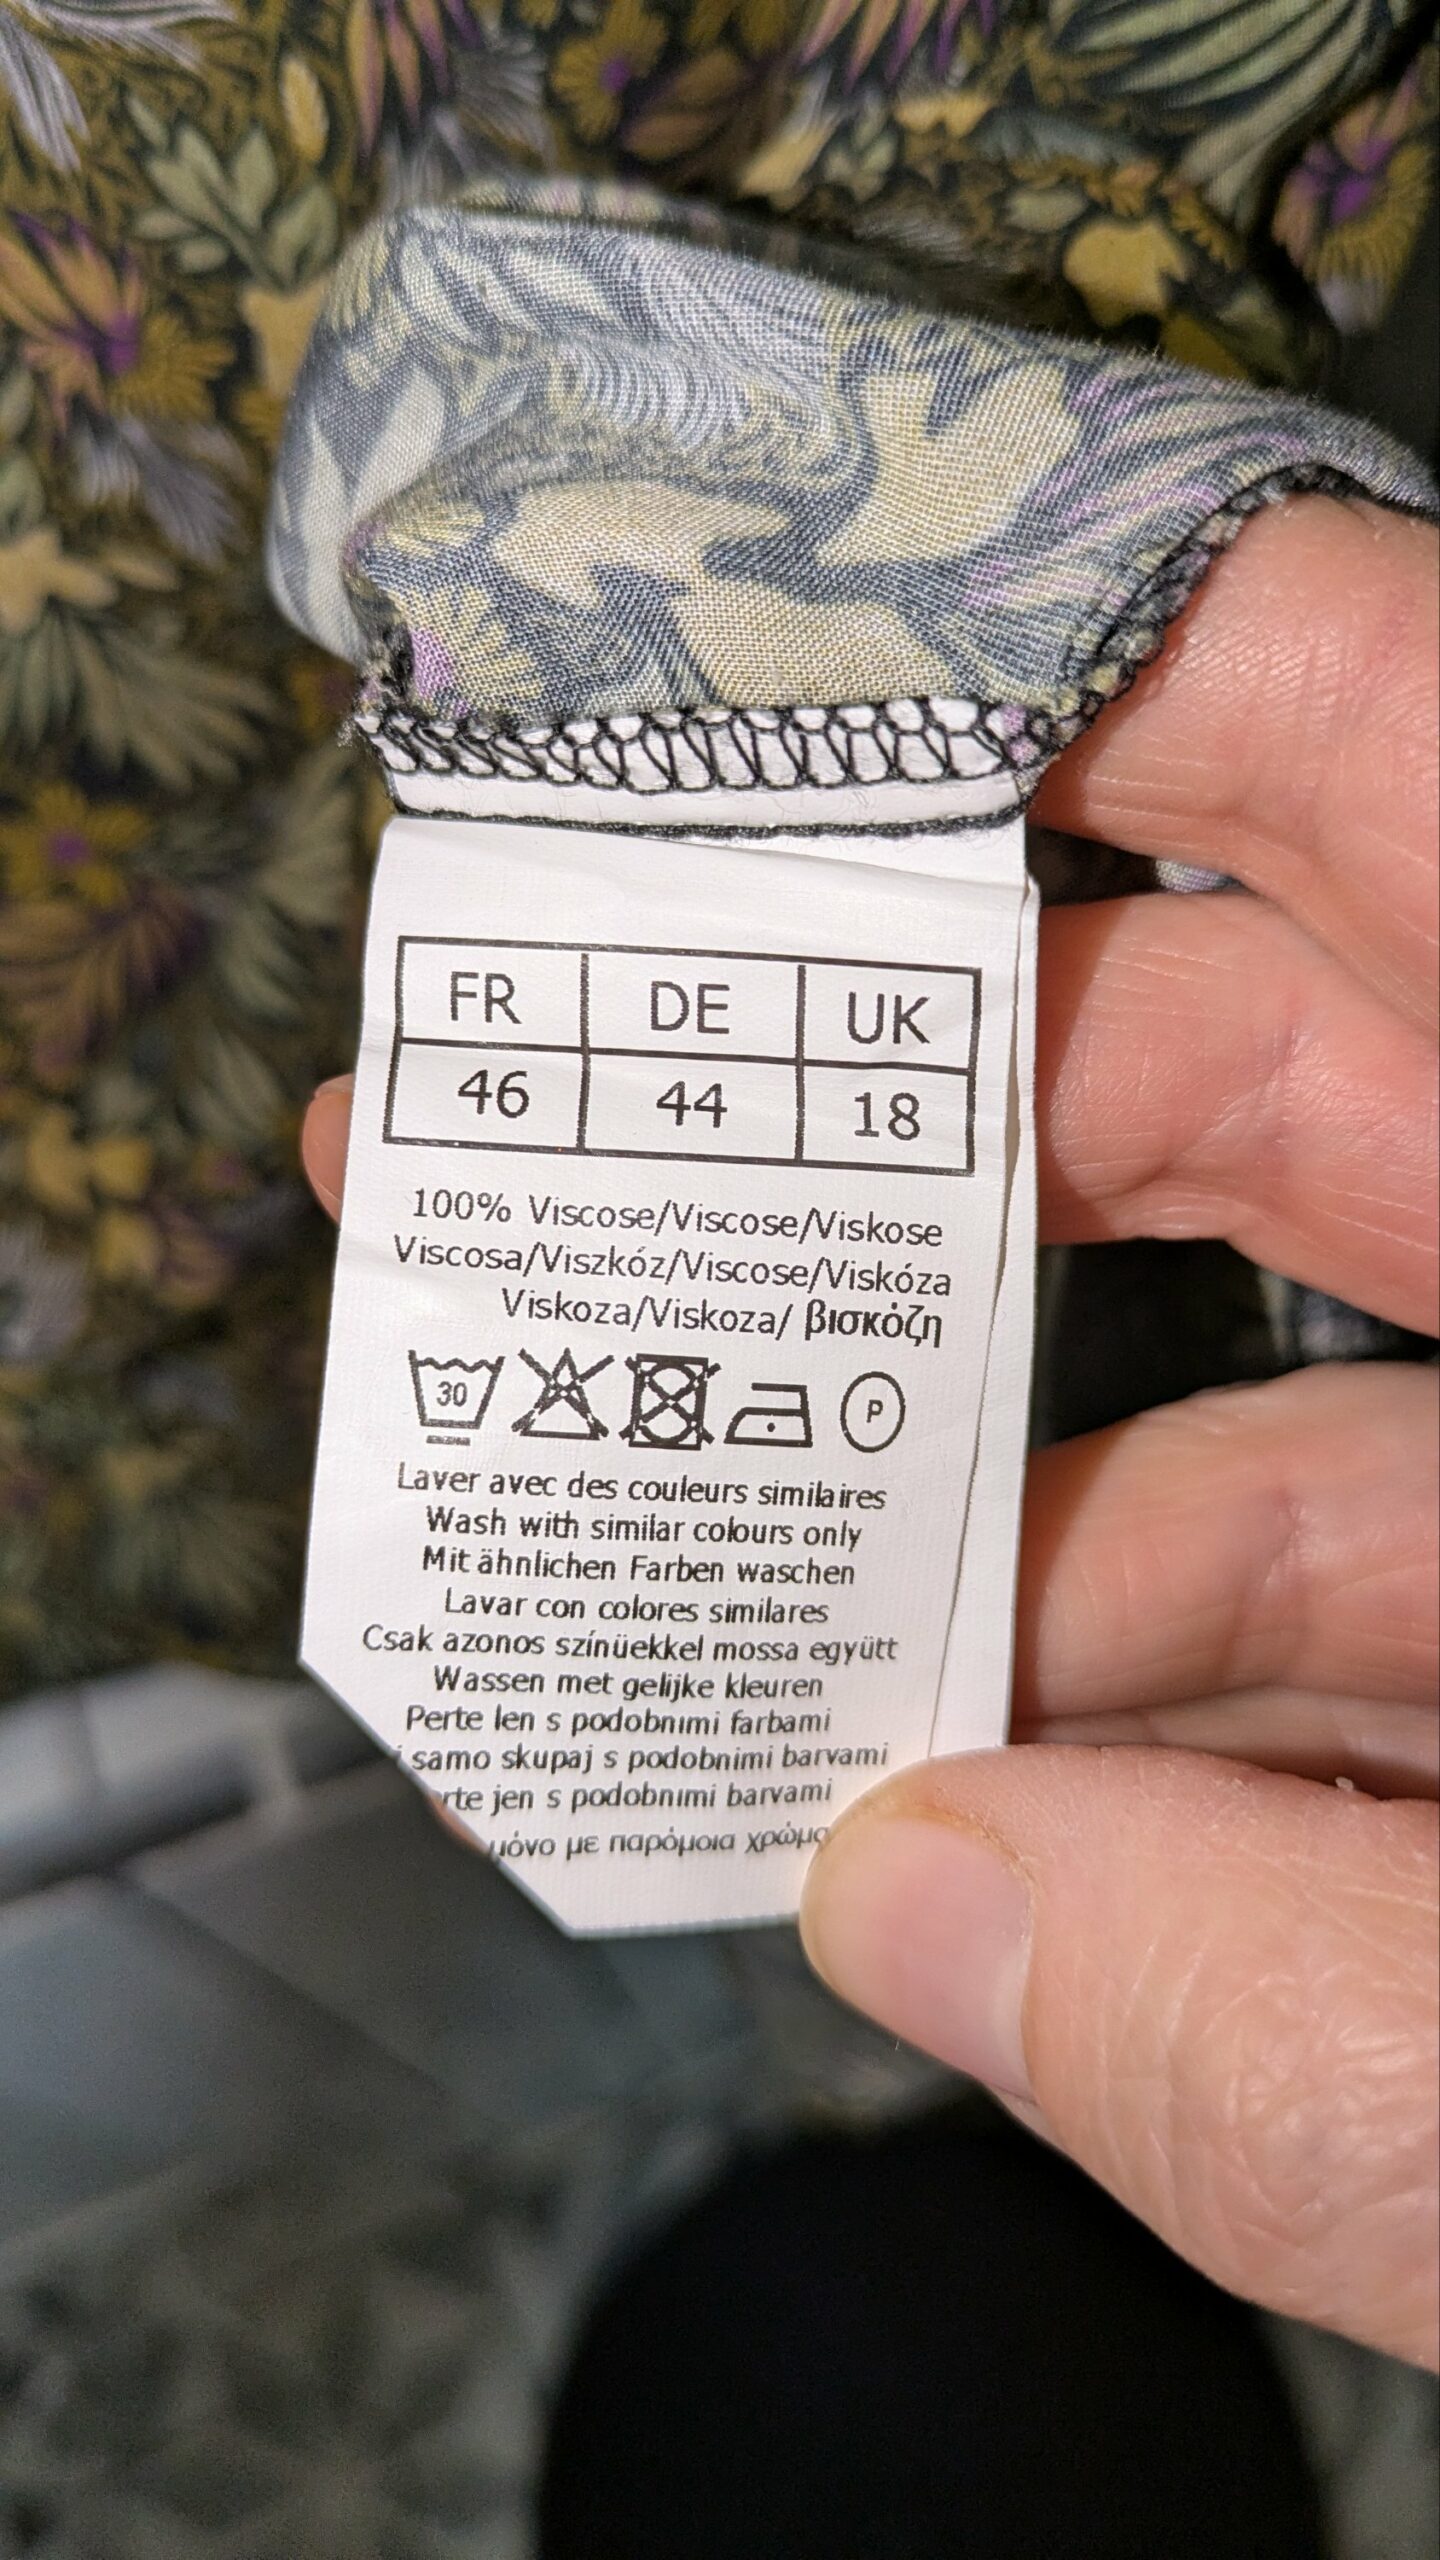 FR DE UK
46 44 18
100% Viscose/Viscose/Viskose
Viscosa/Viszkóz/Viscose/Viskóza
Viskoza/Viskoza/ βισκόζη
30 P
Laver avec des couleurs similaires
Wash with similar colours only
Mit ähnlichen Farben waschen
Lavar con colores similares
Csak azonos színüekkel mossa együtt
Wassen met gelijke kleuren
Perte len s podobnımi farbami
samo skupaj s podobnimi barvami
jen s podobnımi barvami
μόνο με παρόμοια